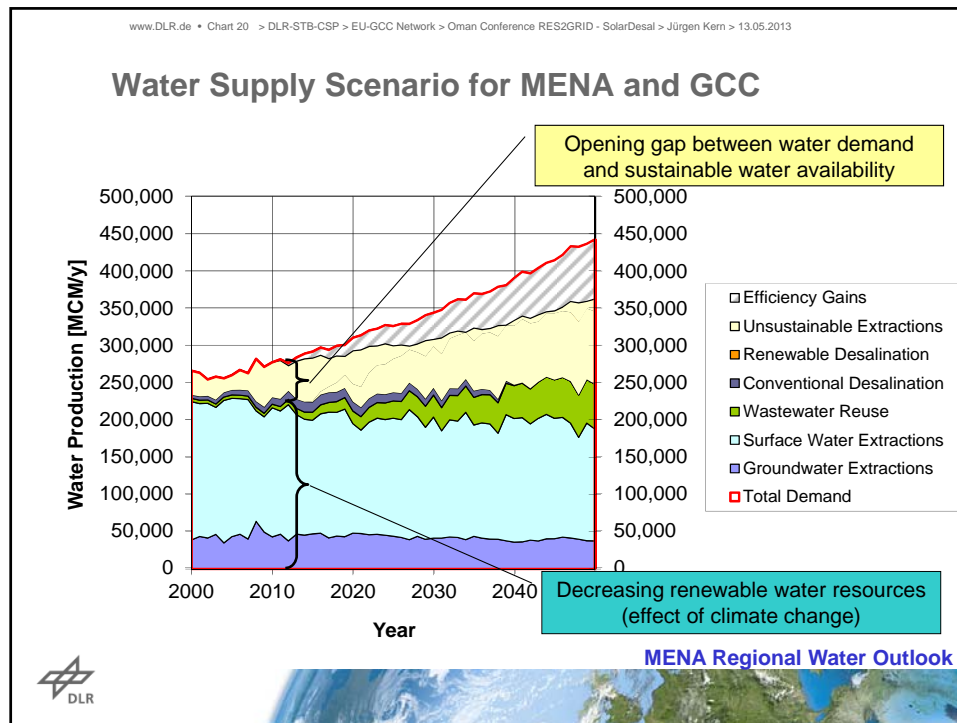 www.DLR.de • Chart 20 > DLR-STB-CSP > EU-GCC Network > Oman Conference RES2GRID - SolarDesal > Jürgen Kern > 13.05.2013
Water Supply Scenario for MENA and GCC
Opening gap between water demand
and sustainable water availability
500,000
450,000
400,000
350,000
300,000
250,000
200,000
150,000
100,000
50,000
0
Water Production [MCM/y]
500,000
450,000
400,000
350,000
300,000
250,000
200,000
150,000
100,000
50,000
0
2000 2010 2020 2030 2040
Year
Efficiency Gains
Unsustainable Extractions
Renewable Desalination
Conventional Desalination
Wastewater Reuse
Surface Water Extractions
Groundwater Extractions
Total Demand
Decreasing renewable water resources
(effect of climate change)
MENA Regional Water Outlook
DLR